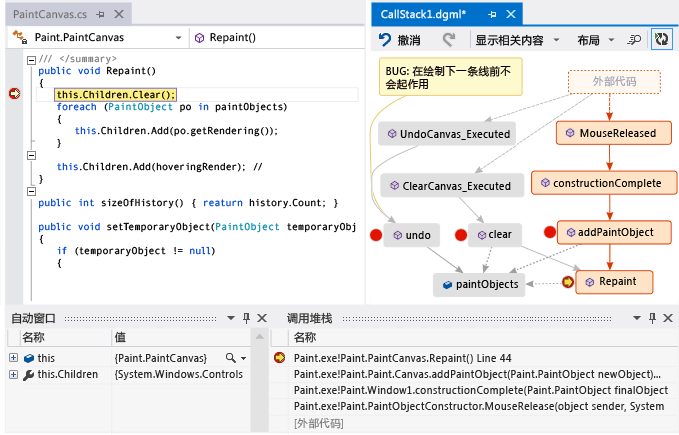 PaintCanvas.cs
Paint.PaintCanvas
Repaint()
/// </summary>
public void Repaint()
{
this.Children.Clear();
foreach (PaintObject po in paintObjects)
{
this.Children.Add(po.getRendering());
}
this.Children.Add(hoveringRender); //
}
public int sizeOfHistory() { reaturn history.Count; }
public void setTemporaryObject(PaintObject temporaryObj
{
if (temporaryObject != null)
{
CallStack1.dgml*
撤消
显示相关内容
布局
BUG: 在绘制下一条线前不
会起作用
外部代码
UndoCanvas_Executed
MouseReleased
ClearCanvas_Executed
constructionComplete
undo
clear
addPaintObject
paintObjects
Repaint
自动窗口
名称
值
this
{Paint.PaintCanvas}
this.Children
{System.Windows.Controls
调用堆栈
名称
Paint.exe!Paint.PaintCanvas.Repaint() Line 44
Paint.exe!Paint.Canvas.addPaintObject(Paint.PaintObject newObject)...
Paint.exe!Paint.Window1.constructionComplete(Paint.PaintObject finalObject
Paint.exe!Paint.PaintObjectConstructor.MouseRelease(object sender, System
[外部代码]